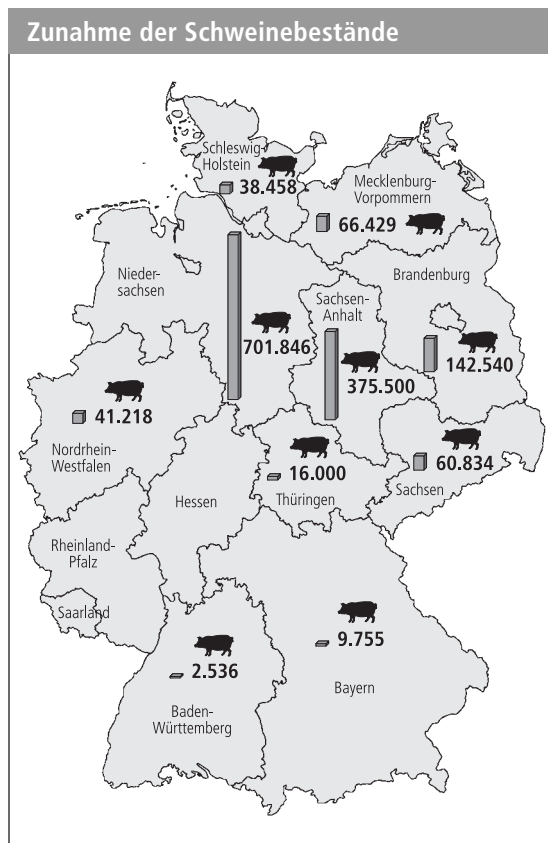 Zunahme der Schweinebestände
Schleswig-
Holstein
38.458
Mecklenburg-
Vorpommern
66.429
Nieder-
sachsen
701.846
Sachsen-
Anhalt
375.500
Brandenburg
142.540
41.218
Nordrhein-
Westfalen
16.000
Thüringen
60.834
Sachsen
Hessen
Rheinland-
Pfalz
Saarland
2.536
Baden-
Württemberg
9.755
Bayern